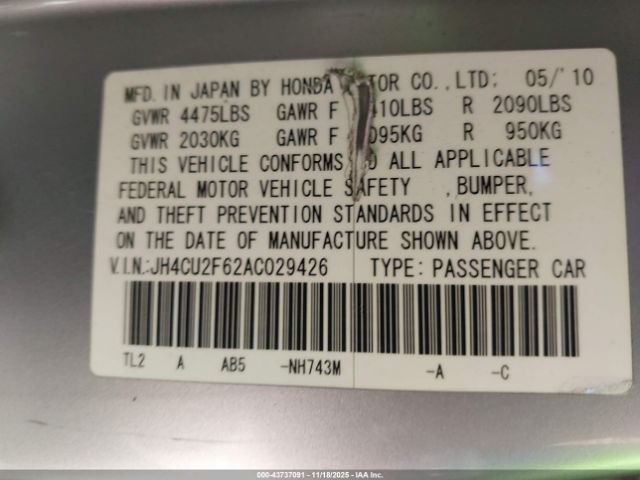 MFD. IN JAPAN BY HONDA TOR CO., LTD: 05/'10
GVWR 4475LBS GAWR F 10LBS R 2090LBS
GVWR 2030KG GAWR F 095KG R 950KG
THIS VEHICLE CONFORMS TO ALL APPLICABLE
FEDERAL MOTOR VEHICLE SAFETY , BUMPER,
AND THEFT PREVENTION STANDARDS IN EFFECT
ON THE DATE OF MANUFACTURE SHOWN ABOVE.
V.I.N.:JH4CU2F62AC029426 TYPE: PASSENGER CAR
TL2 A AB5 -NH743M -A -C
000-43737091 - 11/18/2025 - IAA Inc.